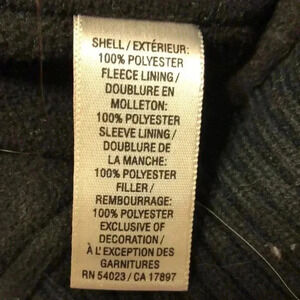 SHELL / EXTÉRIEUR:
100% POLYESTER
FLEECE LINING /
DOUBLURE EN
MOLLETON:
100% POLYESTER
SLEEVE LINING /
DOUBLURE DE
LA MANCHE:
100% POLYESTER
FILLER /
REMBOURRAGE:
100% POLYESTER
EXCLUSIVE OF
DECORATION /
À L'EXCEPTION DES
GARNITURES
RN 54023 / CA 17897